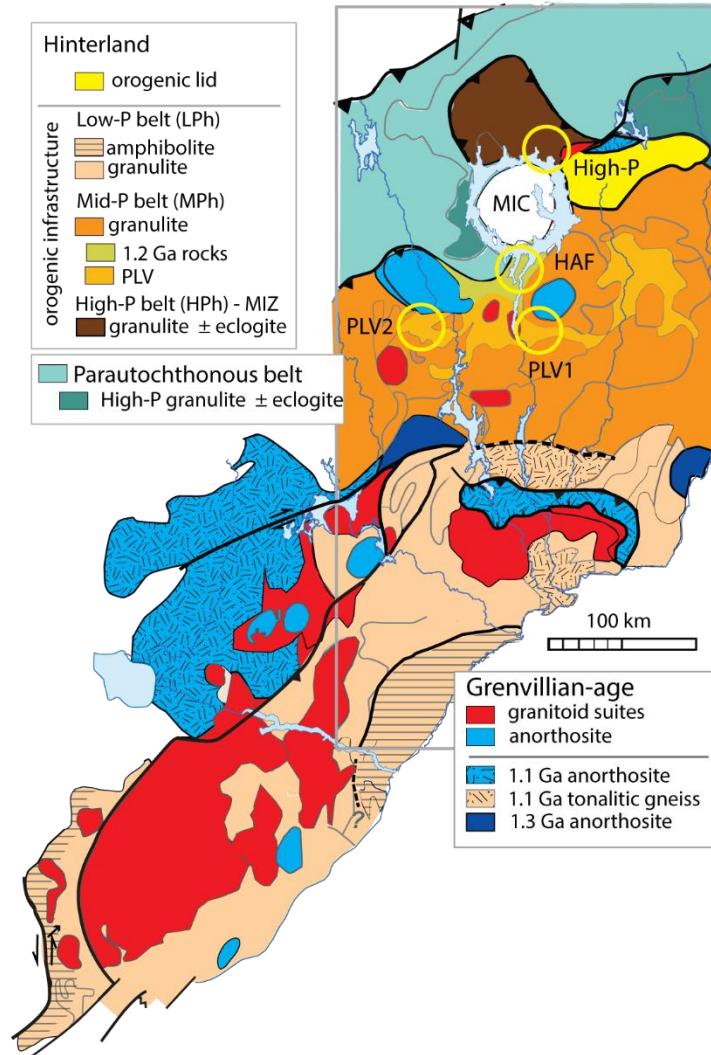 Hinterland
orogenic lid
orogenic infrastructure
Low-P belt (LPh)
amphibolite
granulite
Mid-P belt (MPh)
granulite
1.2 Ga rocks
PLV
High-P belt (HPh) - MIZ
granulite ± eclogite
Parautochthonous belt
High-P granulite ± eclogite
High-P
MIC
HAF
PLV2
PLV1
100 km
Grenvillian-age
granitoid suites
anorthosite
1.1 Ga anorthosite
1.1 Ga tonalitic gneiss
1.3 Ga anorthosite
?